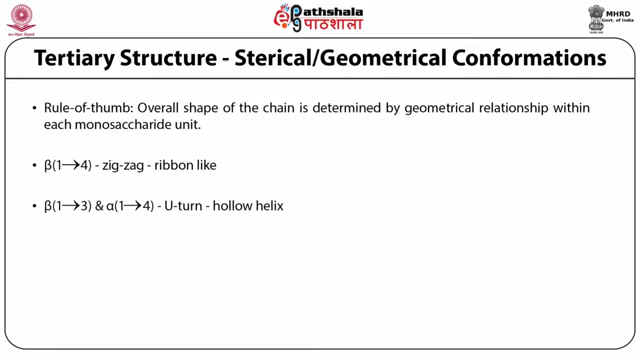 Pathshala
पाठशाला
MHRD
Govt. of India
Tertiary Structure - Sterical/Geometrical Conformations
• Rule-of-thumb: Overall shape of the chain is determined by geometrical relationship within
each monosaccharide unit.
• β(1→4) - zig-zag - ribbon like
• β(1→3) & α(1→4) - U-turn - hollow helix